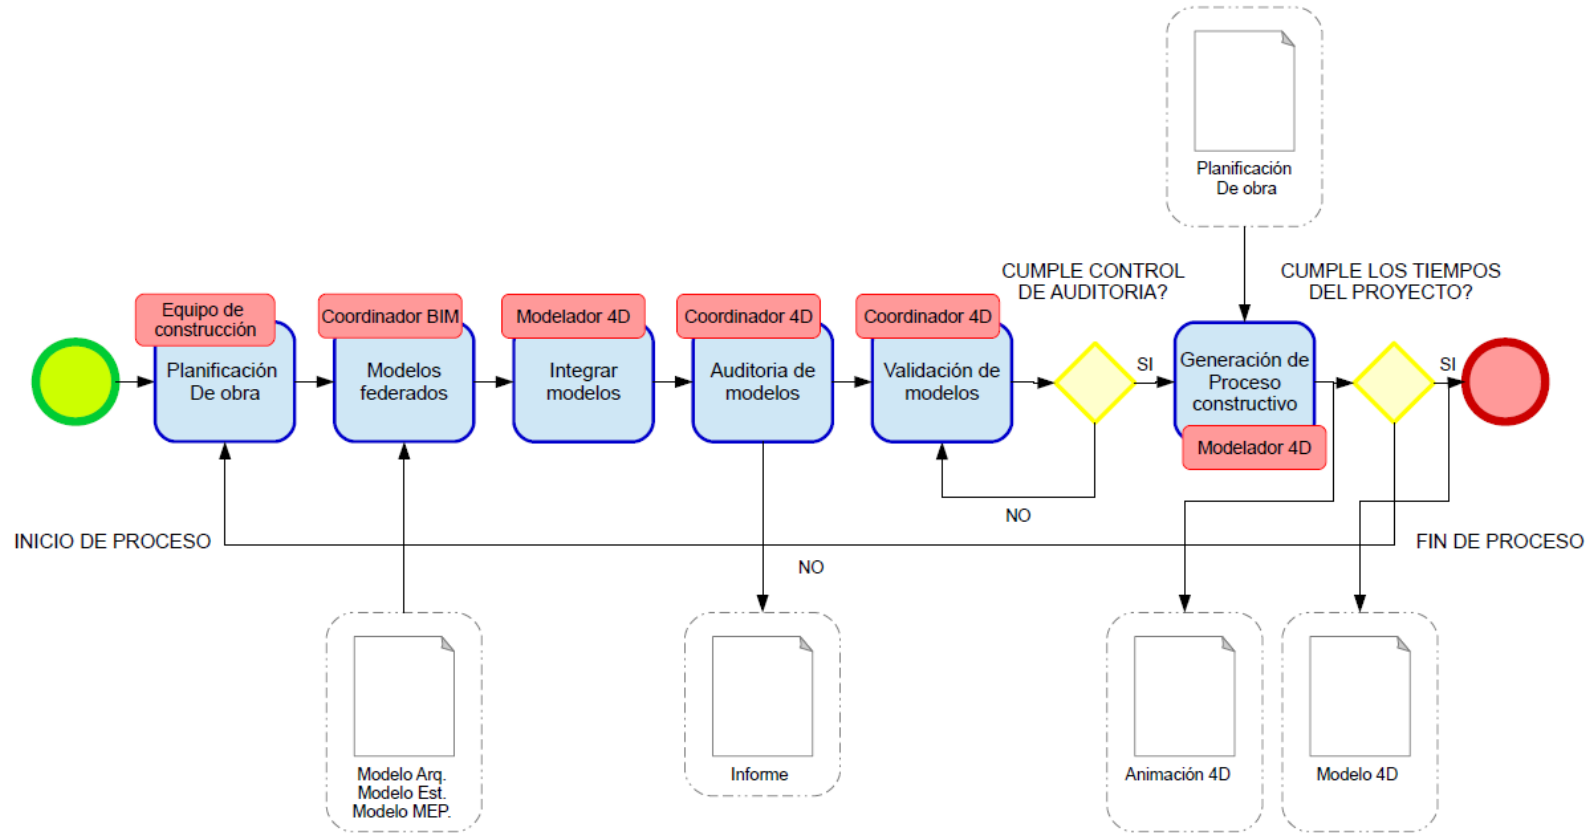 Planificación
De obra
CUMPLE CONTROL
DE AUDITORIA?
CUMPLE LOS TIEMPOS
DEL PROYECTO?
Equipo de
construcción
Planificación
De obra
Coordinador BIM
Modelos
federados
Modelador 4D
Integrar
modelos
Coordinador 4D
Auditoria de
modelos
Coordinador 4D
Validación de
modelos
SI
Generación de
Proceso
constructivo
Modelador 4D
SI
NO
INICIO DE PROCESO
FIN DE PROCESO
NO
Modelo Arq.
Modelo Est.
Modelo MEP.
Informe
Animación 4D
Modelo 4D